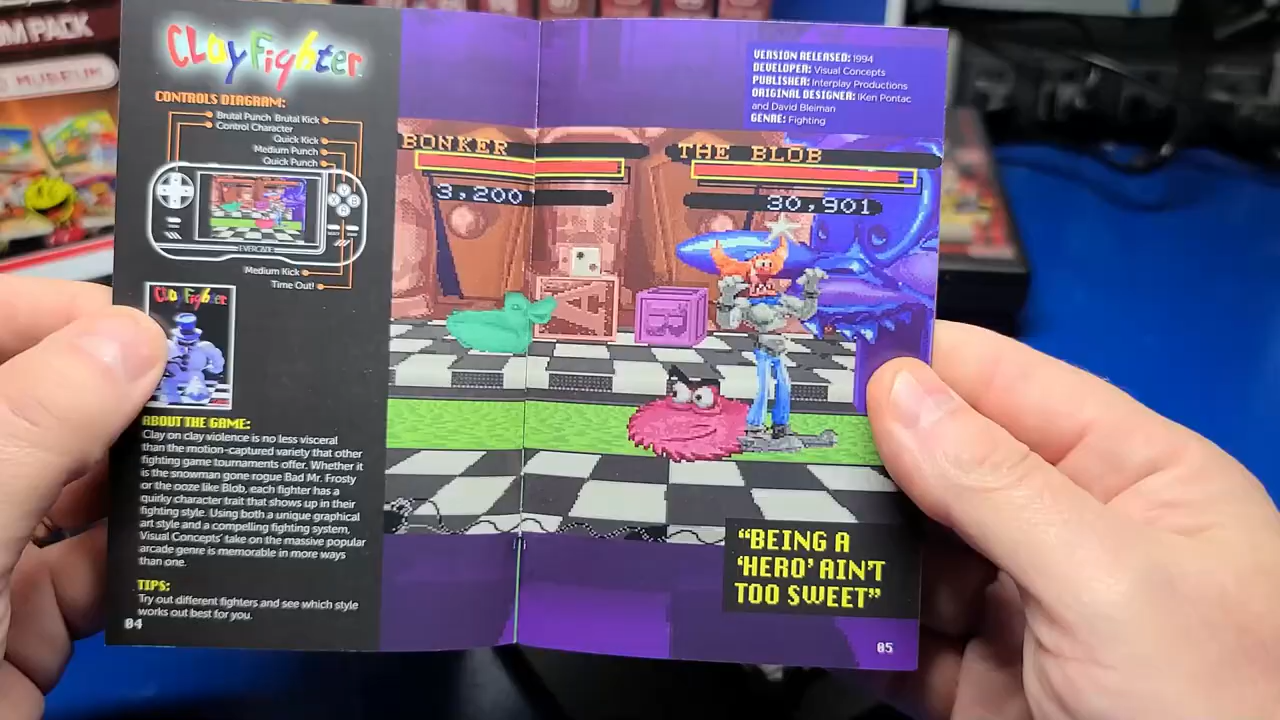 M PACK
MUSEUM
ClayFighter
CONTROLS DIAGRAM:
Brutal Punch Brutal Kick
Control Character
Quick Kick
Medium Punch
Quick Punch
Y
X B
A
EVERCADE
Medium Kick
Time Out!
ClayFighter
ABOUT THE GAME:
Clay on clay violence is no less visceral
than the motion-captured variety that other
fighting game tournaments offer. Whether it
is the snowman gone rogue Bad Mr. Frosty
or the ooze like Blob, each fighter has a
quirky character trait that shows up in their
fighting style. Using both a unique graphical
art style and a compelling fighting system,
Visual Concepts' take on the massive popular
arcade genre is memorable in more ways
than one.
TIPS:
Try out different fighters and see which style
works out best for you.
04
VERSION RELEASED: 1994
DEVELOPER: Visual Concepts
PUBLISHER: Interplay Productions
ORIGINAL DESIGNER: IKen Pontac
and David Bleiman
GENRE: Fighting
BONKER
THE BLOB
3,200
30,901
A
B
"BEING A
'HERO' AIN'T
TOO SWEET"
05